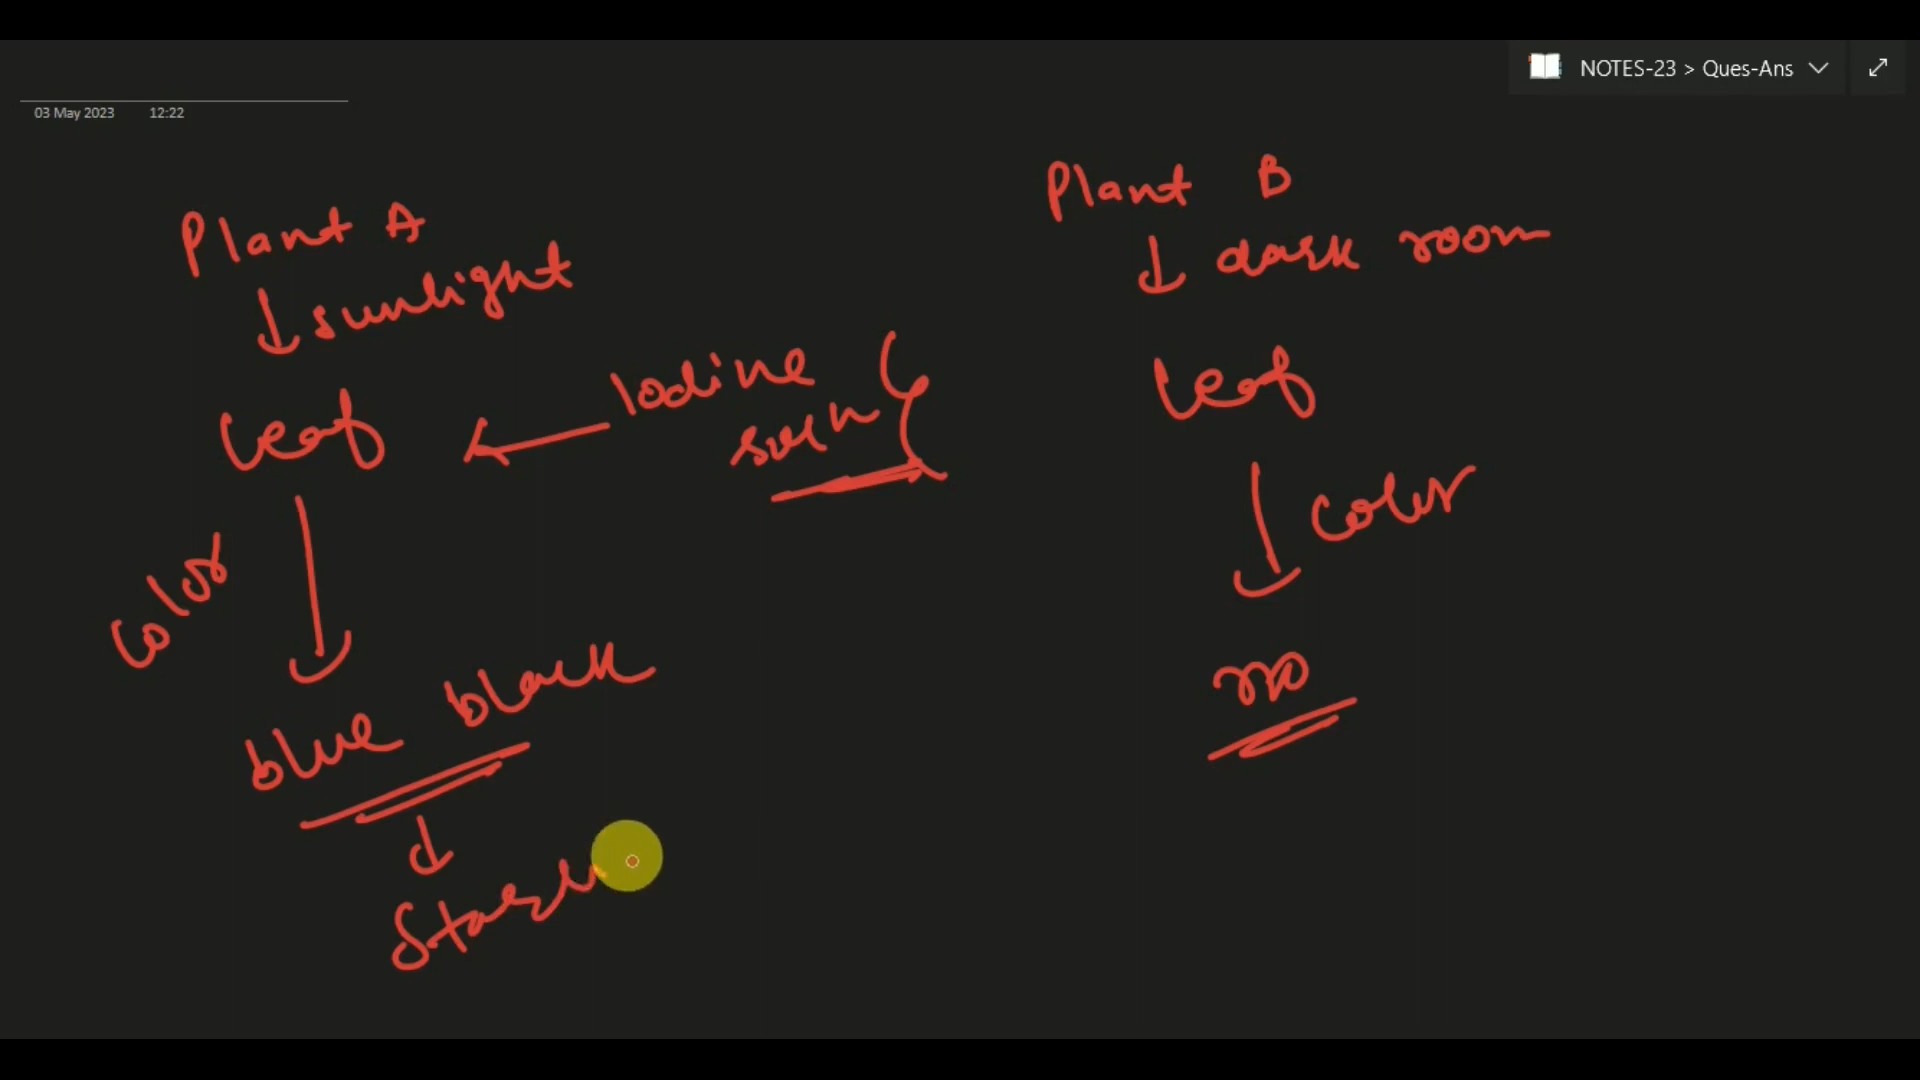 NOTES-23 > Ques-Ans
03 May 2023 12:22
Plant A
sunlight
leaf
Iodine
soln
color
blue black
Starch
Plant B
dark room
leaf
color
no